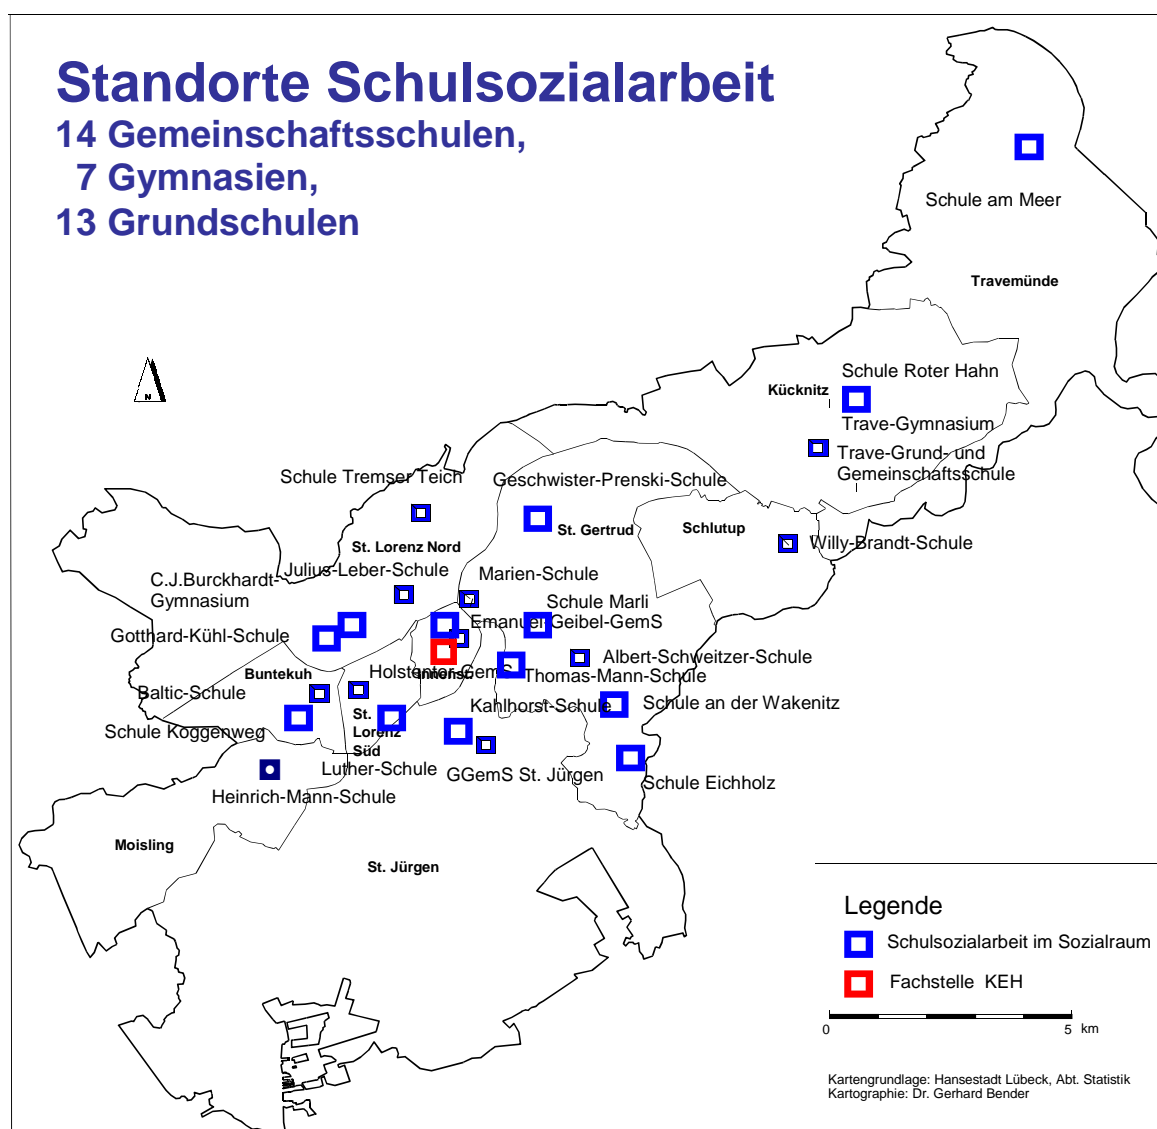 Standorte Schulsozialarbeit
14 Gemeinschaftsschulen,
7 Gymnasien,
13 Grundschulen
Schule am Meer
Travemünde
Schule Roter Hahn
Kücknitz
Trave-Gymnasium
Trave-Grund- und
Gemeinschaftsschule
Schule Tremser Teich
Geschwister-Prenski-Schule
St. Gertrud
Schlutup
Willy-Brandt-Schule
St. Lorenz Nord
Julius-Leber-Schule
Marien-Schule
C.J.Burckhardt-
Gymnasium
Schule Marli
Emanuel-Geibel-GemS
Gotthard-Kühl-Schule
Albert-Schweitzer-Schule
Buntekuh
Holstentor-GemS
Innenst.
Thomas-Mann-Schule
Baltic-Schule
Kahlhorst-Schule
Schule an der Wakenitz
St.
Lorenz
Süd
Schule Koggenweg
Luther-Schule
GGemS St. Jürgen
Schule Eichholz
Heinrich-Mann-Schule
Moisling
St. Jürgen
N
Legende
Schulsozialarbeit im Sozialraum
Fachstelle KEH
0 5 km
Kartengrundlage: Hansestadt Lübeck, Abt. Statistik
Kartographie: Dr. Gerhard Bender